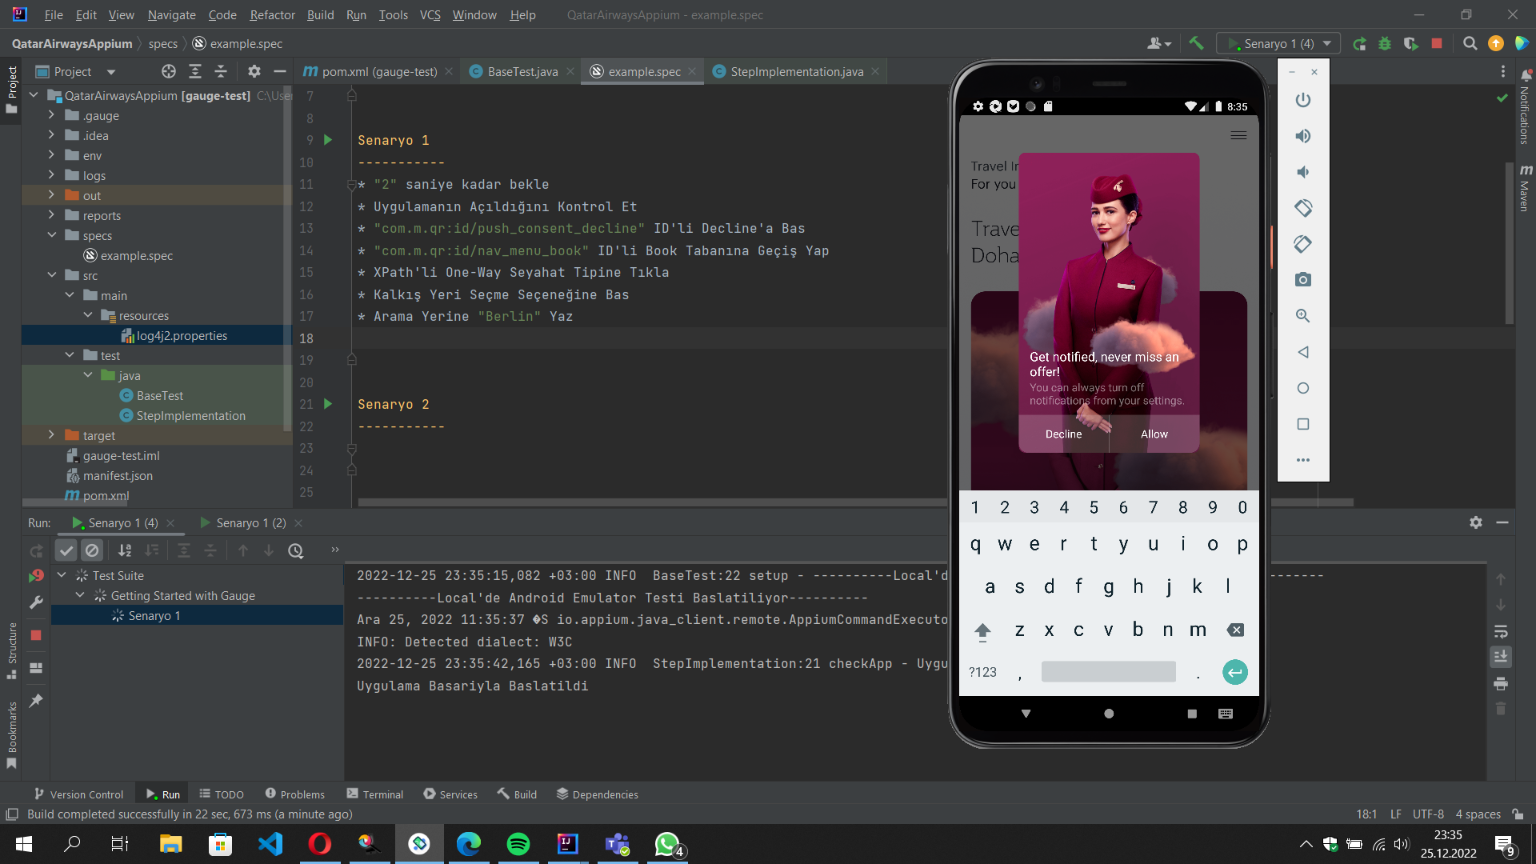 File Edit View Navigate Code Refactor Build Run Tools VCS Window Help QatarAirwaysAppium - example.spec
QatarAirwaysAppium specs example.spec Senaryo 1 (4)
Project
pom.xml (gauge-test) BaseTest.java example.spec StepImplementation.java
QatarAirwaysAppium [gauge-test]
.gauge
.idea
env
logs
out
reports
specs
example.spec
src
main
resources
log4j2.properties
test
java
BaseTest
StepImplementation
target
gauge-test.iml
manifest.json
pom.xml
7
8
9 Senaryo 1
10 -----------
11 * "2" saniye kadar bekle
12 * Uygulamanın Açıldığını Kontrol Et
13 * "com.m.qr:id/push_consent_decline" ID'li Decline'a Bas
14 * "com.m.qr:id/nav_menu_book" ID'li Book Tabanına Geçiş Yap
15 * XPath'li One-Way Seyahat Tipine Tıkla
16 * Kalkış Yeri Seçme Seçeneğine Bas
17 * Arama Yerine "Berlin" Yaz
18
19
20
21 Senaryo 2
22 -----------
23
24
25
Project
Structure
Bookmarks
Notifications
Maven
8:35
For you
Doha
Get notified, never miss an
offer!
You can always turn off
notifications from your settings.
Decline Allow
1 2 3 4 5 6 7 8 9 0
q w e r t y u i o p
a s d f g h j k l
z x c v b n m
?123 , .
Run: Senaryo 1 (4) Senaryo 1 (2)
Test Suite
Getting Started with Gauge
Senaryo 1
2022-12-25 23:35:15,082 +03:00 INFO BaseTest:22 setup - ----------Local'd
----------Local'de Android Emulator Testi Baslatiliyor----------
Ara 25, 2022 11:35:37 �S io.appium.java_client.remote.AppiumCommandExecuto
INFO: Detected dialect: W3C
2022-12-25 23:35:42,165 +03:00 INFO StepImplementation:21 checkApp - Uygu
Uygulama Basariyla Baslatildi
Version Control Run TODO Problems Terminal Services Build Dependencies
Build completed successfully in 22 sec, 673 ms (a minute ago) 18:1 LF UTF-8 4 spaces
4
23:35
25.12.2022
9